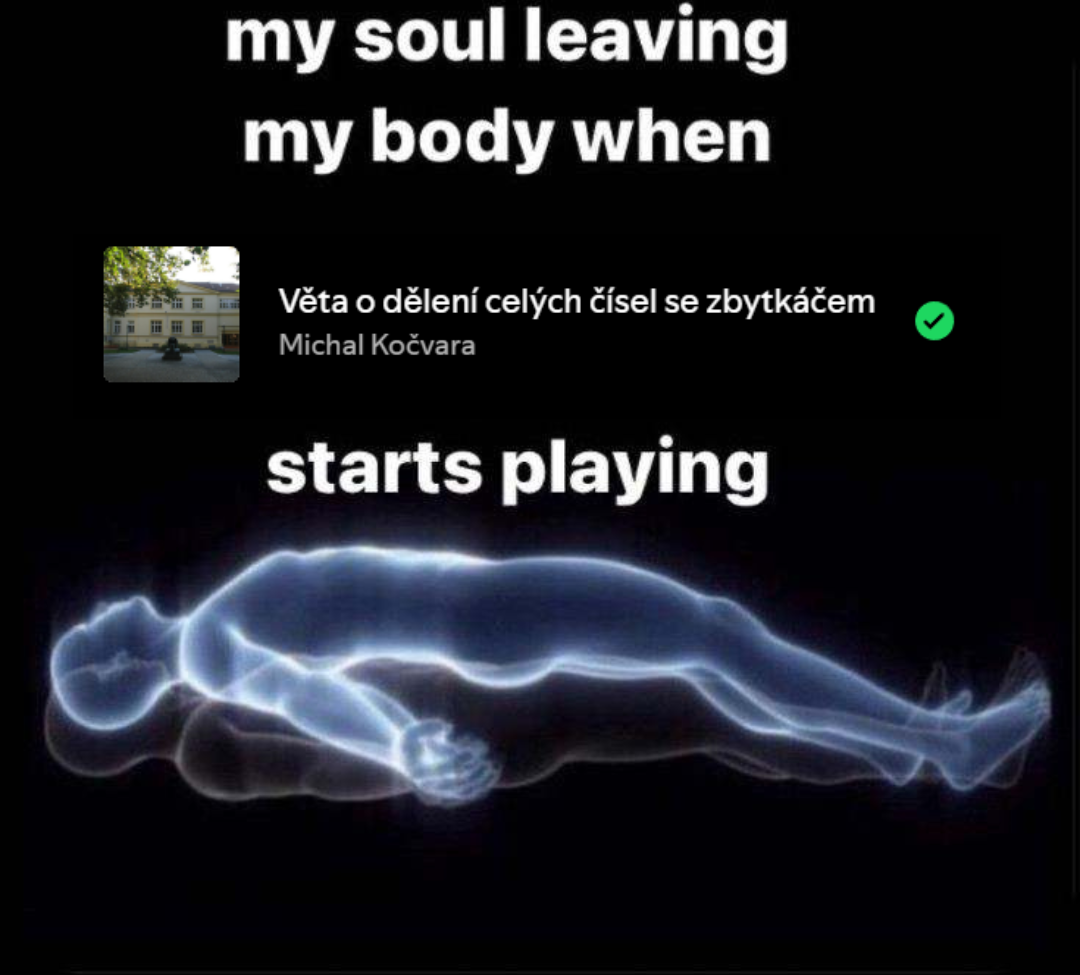 my soul leaving
my body when
Věta o dělení celých čísel se zbytkáčem
Michal Kočvara
starts playing